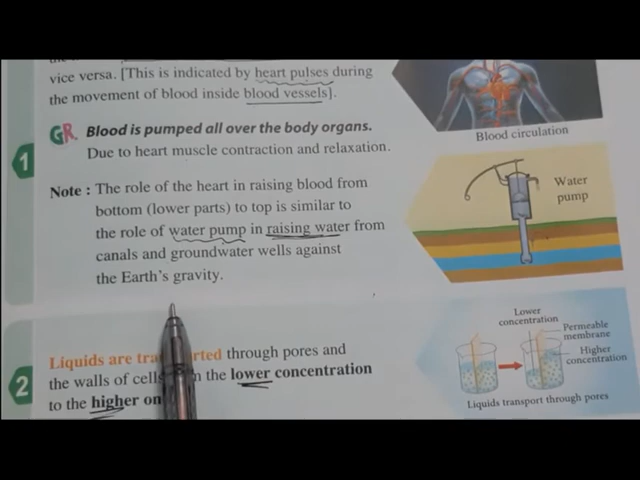 vice versa. [This is indicated by heart pulses during
the movement of blood inside blood vessels].
GR. Blood is pumped all over the body organs.
Due to heart muscle contraction and relaxation.
1
Note : The role of the heart in raising blood from
bottom (lower parts) to top is similar to
the role of water pump in raising water from
canals and groundwater wells against
the Earth's gravity.
2
Liquids are through pores and
the walls of the lower concentration
to the higher
Blood circulation
Water
pump
Lower
concentration
Permeable
membrane
Higher
concentration
Liquids transport through pores